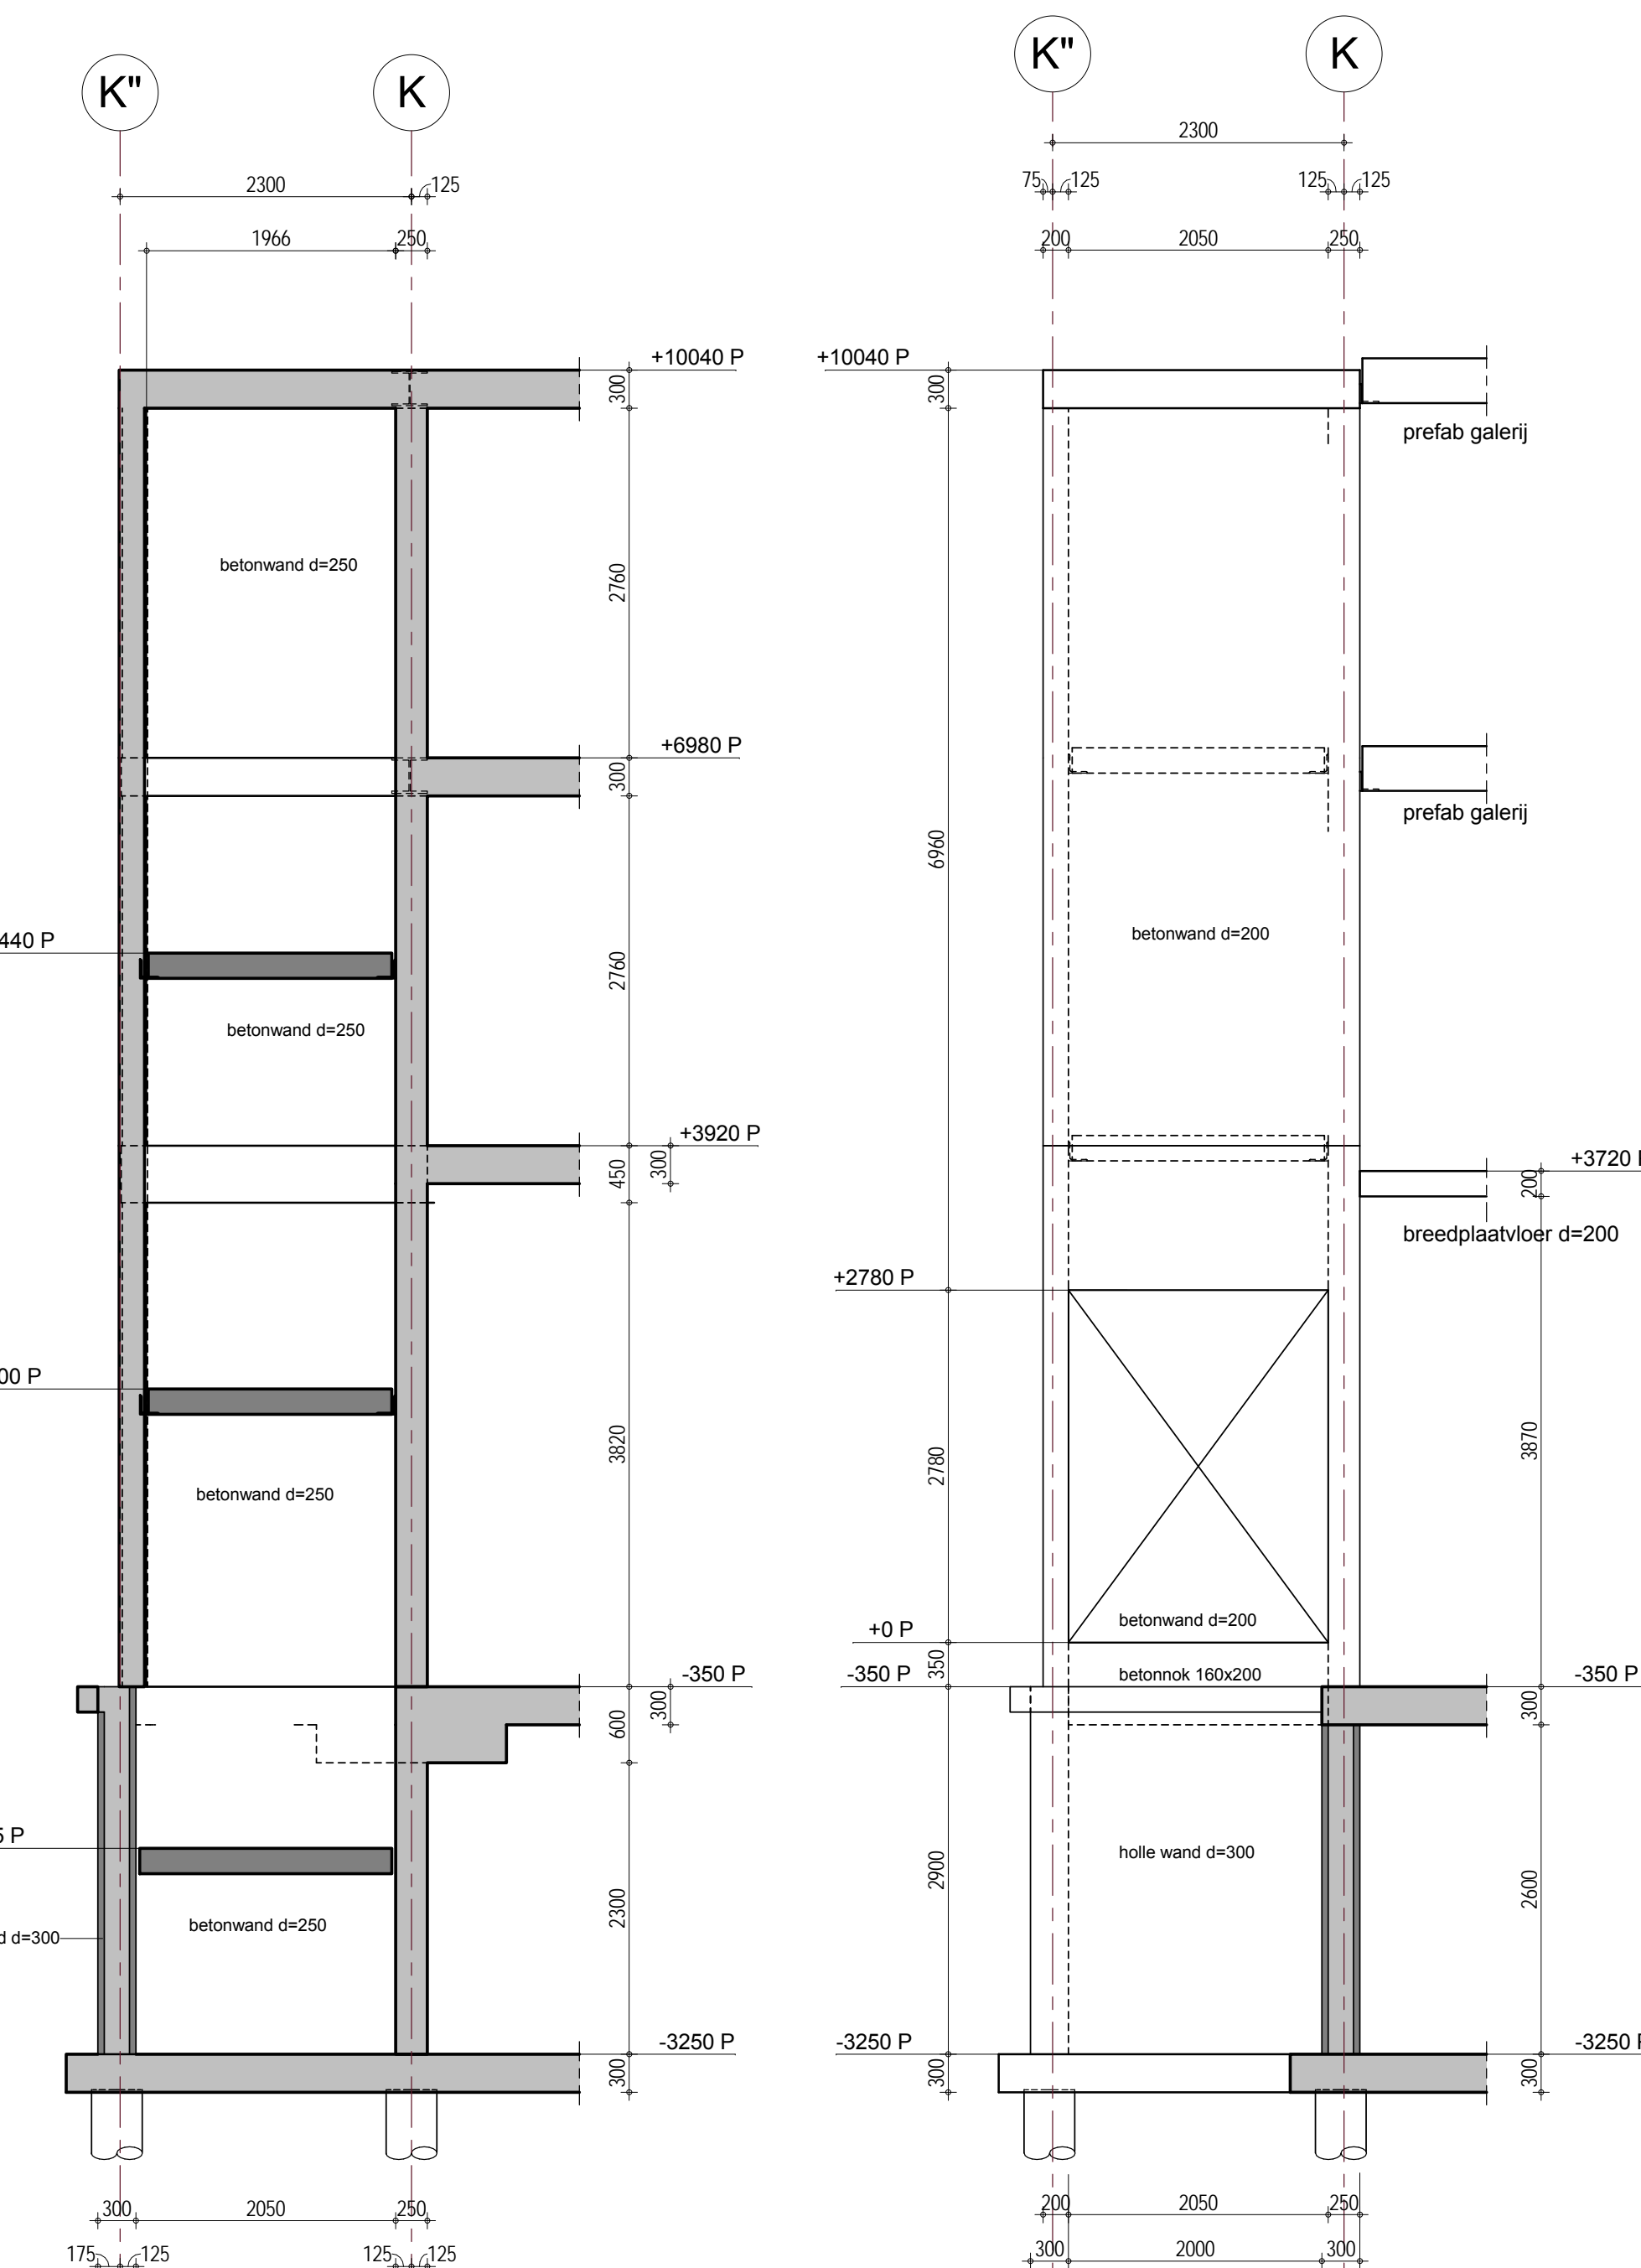 K"
K
K"
K
2300
125
1966
250
2300
75
125
125
125
200
2050
250
+10040 P
+10040 P
300
300
prefab galerij
betonwand d=250
2760
+6980 P
300
prefab galerij
6960
betonwand d=200
440 P
2760
betonwand d=250
+3920 P
450
300
+3720
200
breedplaatvloer d=200
+2780 P
00 P
3820
2780
3870
betonwand d=250
betonwand d=200
+0 P
350
betonnok 160x200
-350 P
-350 P
-350 P
300
600
300
5 P
holle wand d=300
2900
2600
2300
betonwand d=250
d d=300
-3250 P
-3250 P
-3250
300
300
300
300
2050
250
175
125
125
125
200
2050
250
300
2000
300